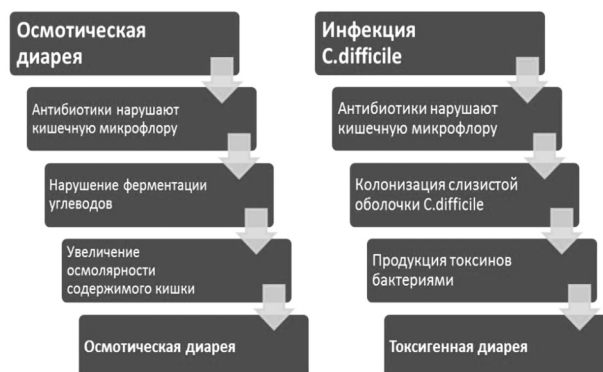 Осмотическая
диарея
Антибиотики нарушают
кишечную микрофлору
Нарушение ферментации
углеводов
Увеличение
осмолярности
содержимого кишки
Осмотическая диарея
Инфекция
C.difficile
Антибиотики нарушают
кишечную микрофлору
Колонизация слизистой
оболочки C.difficile
Продукция токсинов
бактериями
Токсигенная диарея